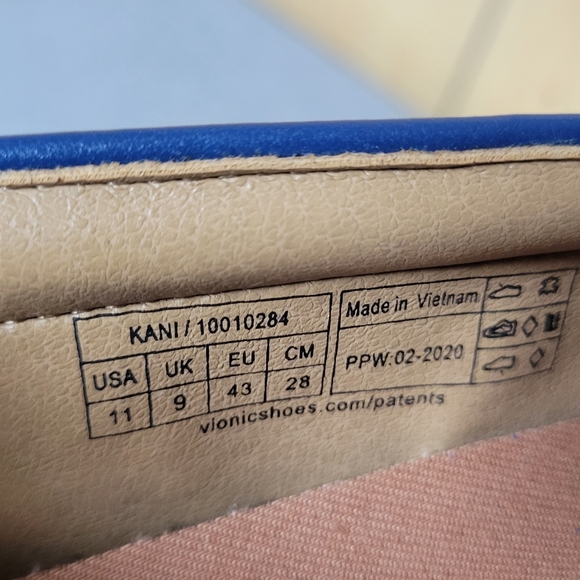 KANI / 10010284
USA UK EU CM
11 9 43 28
Made in Vietnam
PPW:02-2020
vionicshoes.com/patents